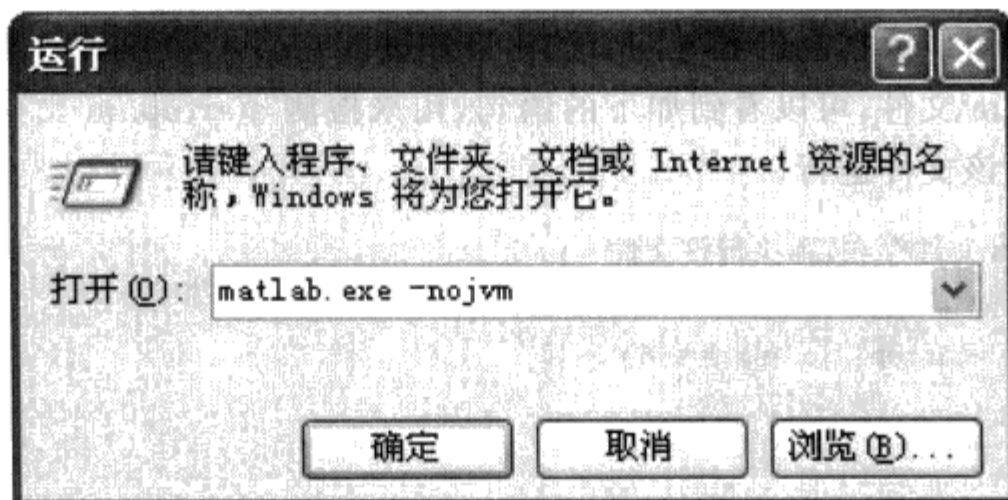 运行
请键入程序、文件夹、文档或 Internet 资源的名
称，Windows 将为您打开它。
打开(O): matlab.exe -nojvm
确定 取消 浏览(B)...